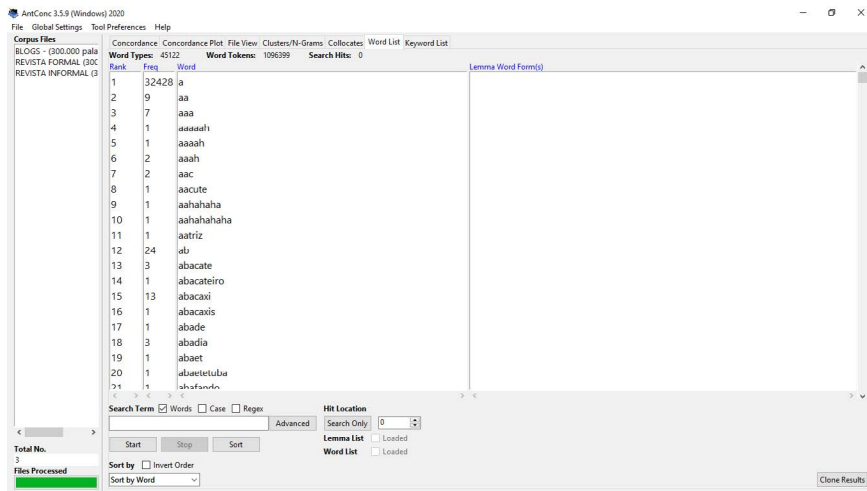 AntConc 3.5.9 (Windows) 2020
File Global Settings Tool Preferences Help
Corpus Files
BLOGS - (300.000 pala
REVISTA FORMAL (300
REVISTA INFORMAL (3
Concordance Concordance Plot File View Clusters/N-Grams Collocates Word List Keyword List
Word Types: 45122 Word Tokens: 1096399 Search Hits: 0
Rank Freq Word Lemma Word Form(s)
1 32428 a
2 9 aa
3 7 aaa
4 1 aaaaah
5 1 aaaah
6 2 aaah
7 2 aac
8 1 aacute
9 1 aahahaha
10 1 aahahahaha
11 1 aatriz
12 24 ab
13 3 abacate
14 1 abacateiro
15 13 abacaxi
16 1 abacaxis
17 1 abade
18 3 abadia
19 1 abaet
20 1 abaetetuba
21 1 abafando
Search Term Words Case Regex Hit Location
Advanced Search Only 0
Start Stop Sort Lemma List Loaded
Word List Loaded
Sort by Invert Order
Sort by Word
Total No.
3
Files Processed
Clone Results